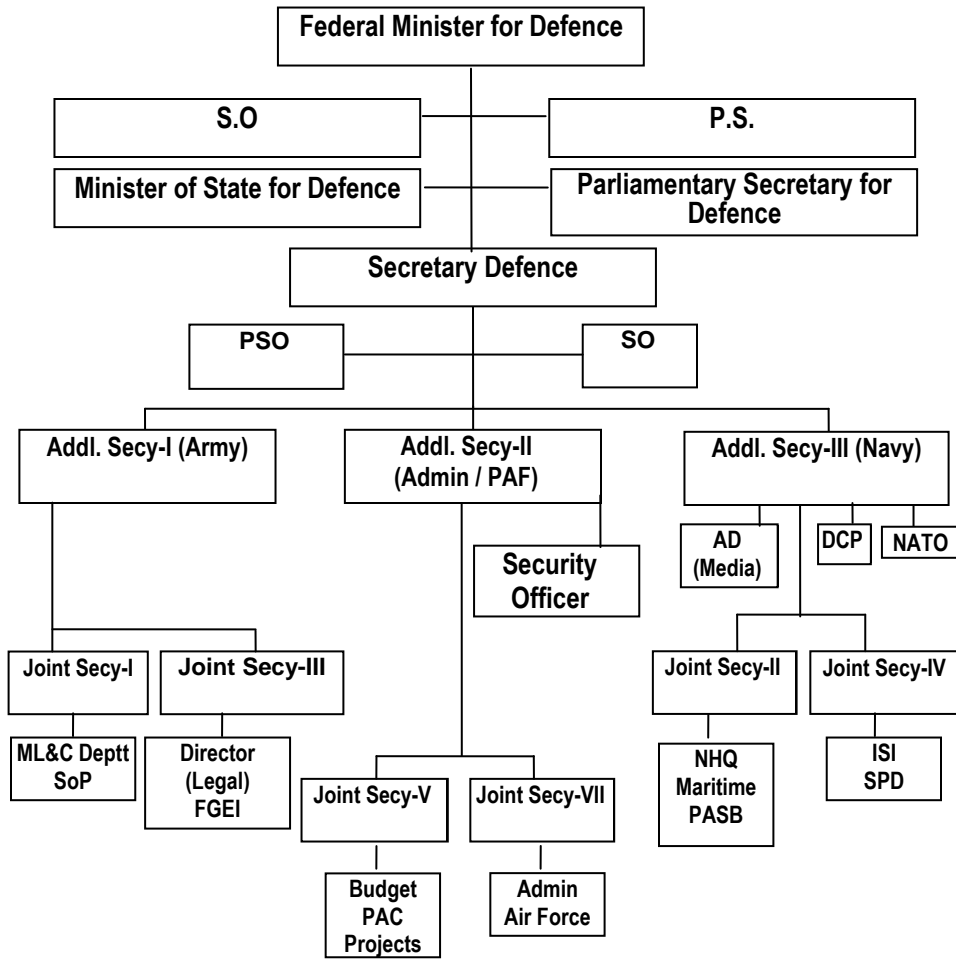 Federal Minister for Defence
S.O
P.S.
Minister of State for Defence
Parliamentary Secretary for
Defence
Secretary Defence
PSO
SO
Addl. Secy-I (Army)
Addl. Secy-II
(Admin / PAF)
Addl. Secy-III (Navy)
AD
(Media)
DCP
NATO
Security
Officer
Joint Secy-I
Joint Secy-III
Joint Secy-II
Joint Secy-IV
ML&C Deptt
SoP
Director
(Legal)
FGEI
NHQ
Maritime
PASB
ISI
SPD
Joint Secy-V
Joint Secy-VII
Budget
PAC
Projects
Admin
Air Force